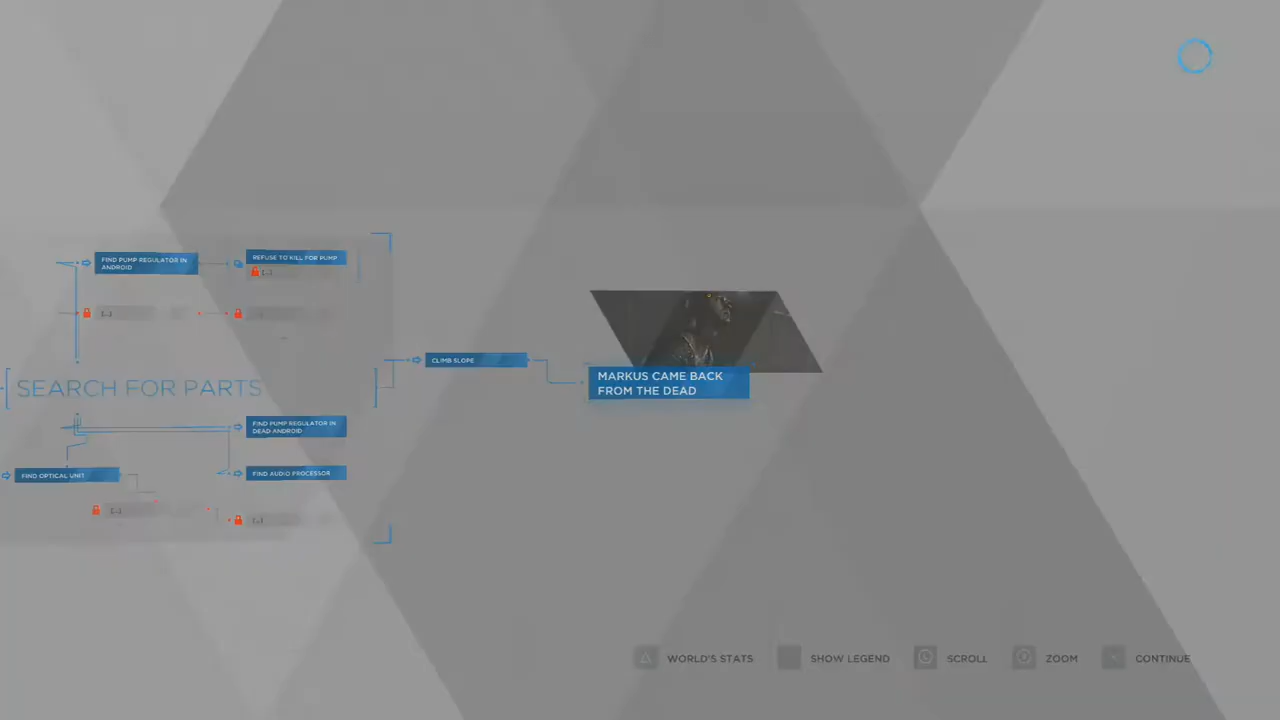 FIND PUMP REGULATOR IN
ANDROID
REFUSE TO KILL FOR PUMP
[...]
[...]
CLIMB SLOPE
MARKUS CAME BACK
FROM THE DEAD
SEARCH FOR PARTS
FIND PUMP REGULATOR IN
DEAD ANDROID
FIND OPTICAL UNIT
FIND AUDIO PROCESSOR
[...]
[...]
WORLD'S STATS
SHOW LEGEND
SCROLL
ZOOM
CONTINUE